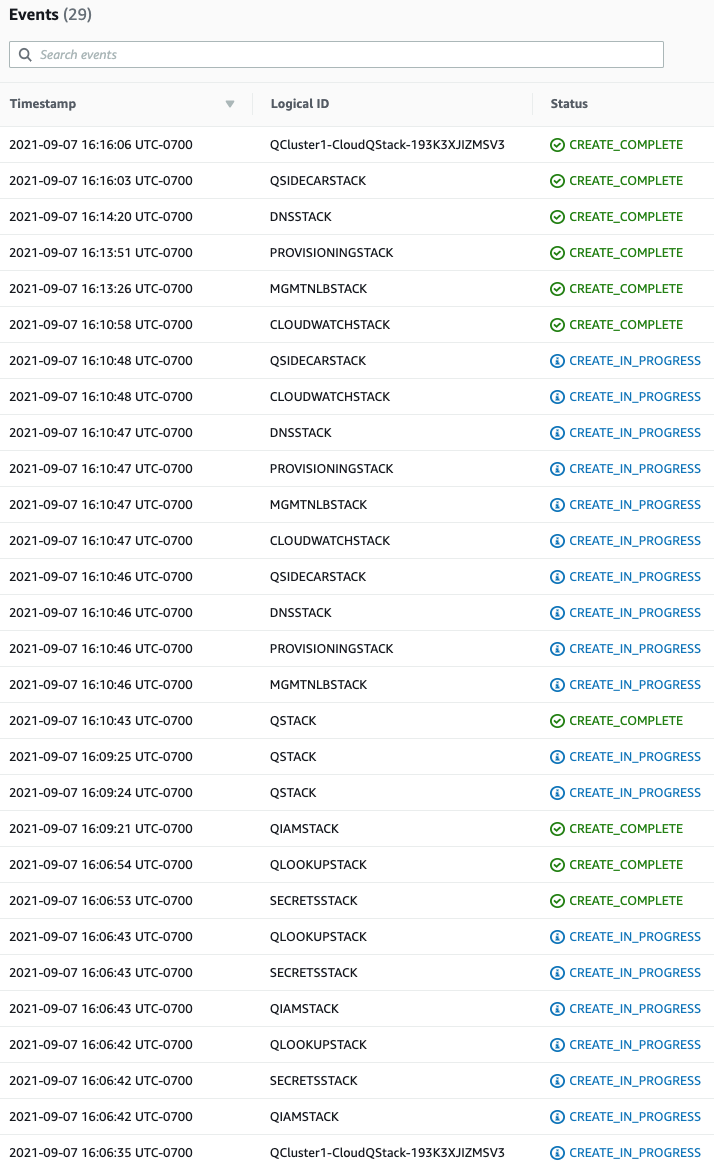 Events (29)
Search events
Timestamp Logical ID Status
2021-09-07 16:16:06 UTC-0700 QCluster1-CloudQStack-193K3XJIZMSV3 CREATE_COMPLETE
2021-09-07 16:16:03 UTC-0700 QSIDECARSTACK CREATE_COMPLETE
2021-09-07 16:14:20 UTC-0700 DNSSTACK CREATE_COMPLETE
2021-09-07 16:13:51 UTC-0700 PROVISIONINGSTACK CREATE_COMPLETE
2021-09-07 16:13:26 UTC-0700 MGMTNLBSTACK CREATE_COMPLETE
2021-09-07 16:10:58 UTC-0700 CLOUDWATCHSTACK CREATE_COMPLETE
2021-09-07 16:10:48 UTC-0700 QSIDECARSTACK CREATE_IN_PROGRESS
2021-09-07 16:10:48 UTC-0700 CLOUDWATCHSTACK CREATE_IN_PROGRESS
2021-09-07 16:10:47 UTC-0700 DNSSTACK CREATE_IN_PROGRESS
2021-09-07 16:10:47 UTC-0700 PROVISIONINGSTACK CREATE_IN_PROGRESS
2021-09-07 16:10:47 UTC-0700 MGMTNLBSTACK CREATE_IN_PROGRESS
2021-09-07 16:10:47 UTC-0700 CLOUDWATCHSTACK CREATE_IN_PROGRESS
2021-09-07 16:10:46 UTC-0700 QSIDECARSTACK CREATE_IN_PROGRESS
2021-09-07 16:10:46 UTC-0700 DNSSTACK CREATE_IN_PROGRESS
2021-09-07 16:10:46 UTC-0700 PROVISIONINGSTACK CREATE_IN_PROGRESS
2021-09-07 16:10:46 UTC-0700 MGMTNLBSTACK CREATE_IN_PROGRESS
2021-09-07 16:10:43 UTC-0700 QSTACK CREATE_COMPLETE
2021-09-07 16:09:25 UTC-0700 QSTACK CREATE_IN_PROGRESS
2021-09-07 16:09:24 UTC-0700 QSTACK CREATE_IN_PROGRESS
2021-09-07 16:09:21 UTC-0700 QIAMSTACK CREATE_COMPLETE
2021-09-07 16:06:54 UTC-0700 QLOOKUPSTACK CREATE_COMPLETE
2021-09-07 16:06:53 UTC-0700 SECRETSSTACK CREATE_COMPLETE
2021-09-07 16:06:43 UTC-0700 QLOOKUPSTACK CREATE_IN_PROGRESS
2021-09-07 16:06:43 UTC-0700 SECRETSSTACK CREATE_IN_PROGRESS
2021-09-07 16:06:43 UTC-0700 QIAMSTACK CREATE_IN_PROGRESS
2021-09-07 16:06:42 UTC-0700 QLOOKUPSTACK CREATE_IN_PROGRESS
2021-09-07 16:06:42 UTC-0700 SECRETSSTACK CREATE_IN_PROGRESS
2021-09-07 16:06:42 UTC-0700 QIAMSTACK CREATE_IN_PROGRESS
2021-09-07 16:06:35 UTC-0700 QCluster1-CloudQStack-193K3XJIZMSV3 CREATE_IN_PROGRESS